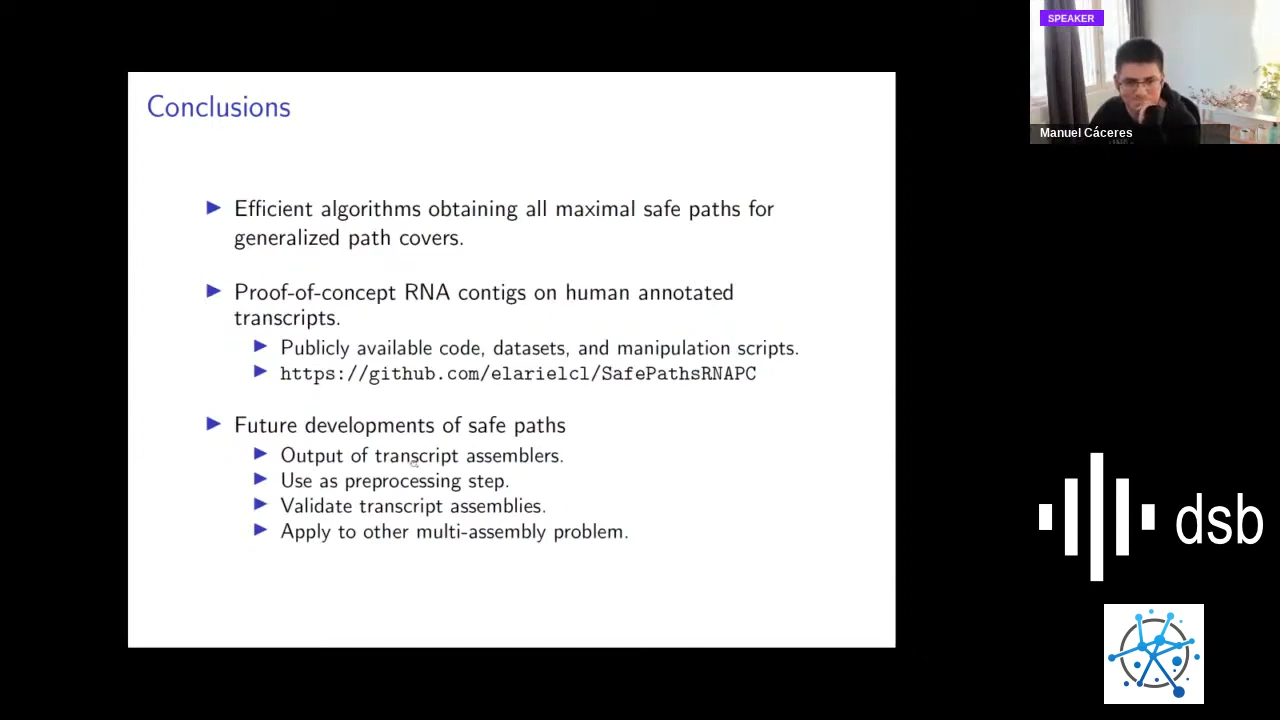 SPEAKER
Manuel Cáceres
Conclusions
Efficient algorithms obtaining all maximal safe paths for
generalized path covers.
Proof-of-concept RNA contigs on human annotated
transcripts.
Publicly available code, datasets, and manipulation scripts.
https://github.com/elarielcl/SafePathsRNAPC
Future developments of safe paths
Output of transcript assemblers.
Use as preprocessing step.
Validate transcript assemblies.
Apply to other multi-assembly problem.
dsb